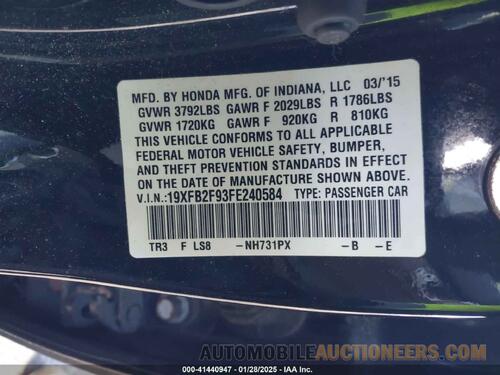 MFD. BY HONDA MFG. OF INDIANA, LLC 03/'15
GVWR 3792LBS GAWR F 2029LBS R 1786LBS
GVWR 1720KG GAWR F 920KG R 810KG
THIS VEHICLE CONFORMS TO ALL APPLICABLE
FEDERAL MOTOR VEHICLE SAFETY, BUMPER,
AND THEFT PREVENTION STANDARDS IN EFFECT
ON THE DATE OF MANUFACTURE SHOWN ABOVE.
V.I.N.: 19XFB2F93FE240584 TYPE: PASSENGER CAR
TR3 F LS8 -NH731PX -B -E
AutoAuctions
AUTOBIDMASTER.COM
000-41440947 - 01/28/2025 - IAA Inc.